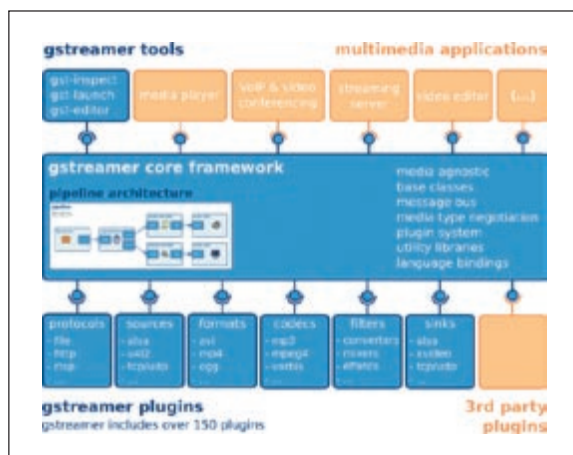 gstreamer tools
multimedia applications
gst-inspect
gst-launch
gst-editor
media player
VoIP & video
conferencing
streaming
server
video editor
(...)
gstreamer core framework
pipeline architecture
media agnostic
base classes
message bus
media type negotiation
plugin system
utility libraries
language bindings
protocols
- file
- http
- rtsp
...
sources
- alsa
- v4l2
- tcp/udp
...
formats
- avi
- mp4
- ogg
...
codecs
- mp3
- mpeg4
- vorbis
...
filters
- converters
- mixers
- effects
...
sinks
- alsa
- xvideo
- tcp/udp
...
gstreamer plugins
gstreamer includes over 150 plugins
3rd party
plugins